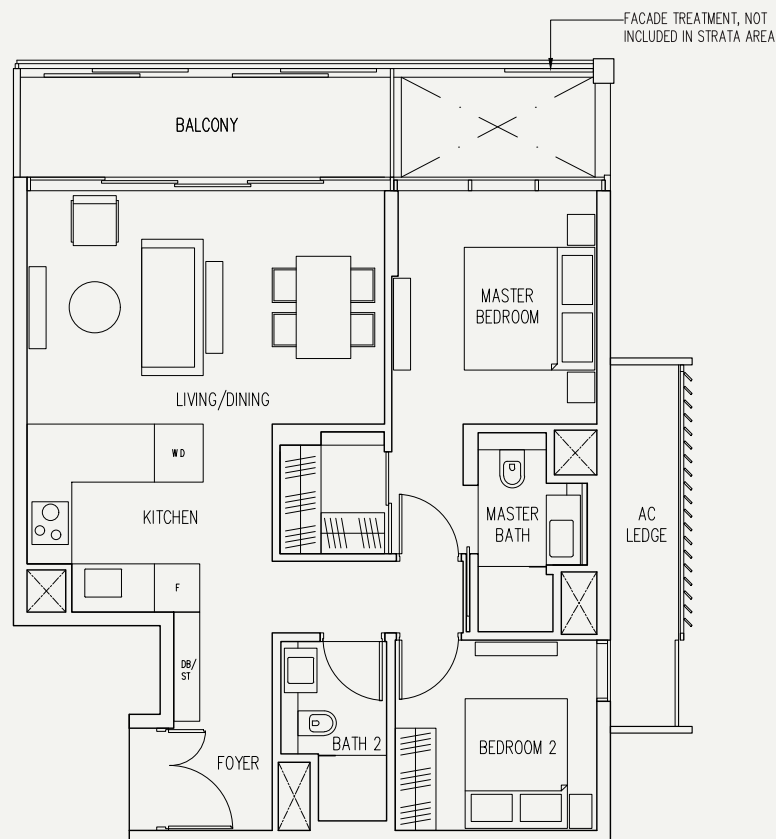 FACADE TREATMENT, NOT
INCLUDED IN STRATA AREA
BALCONY
MASTER
BEDROOM
LIVING/DINING
WD
KITCHEN
MASTER
BATH
AC
LEDGE
F
DB/
ST
BATH 2
BEDROOM 2
FOYER